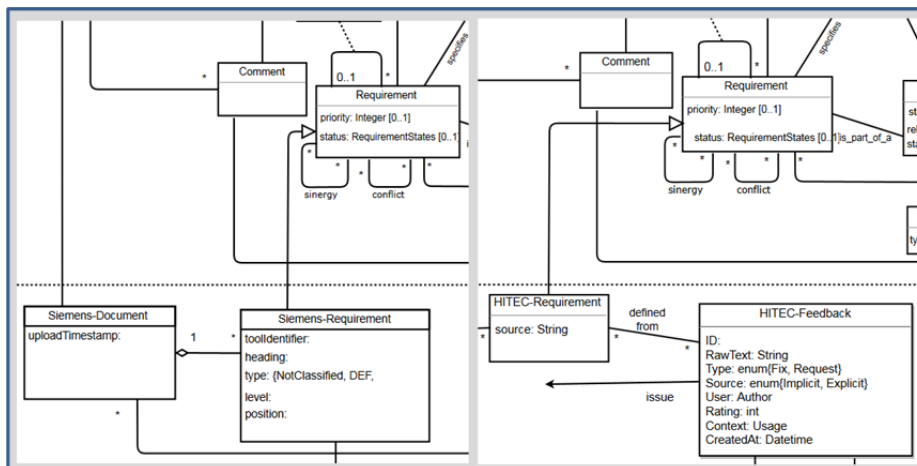 *
Comment
0..1
*
specifies
Requirement
priority: Integer [0..1]
status: RequirementStates [0..1]
*
*
*
*
*
sinergy
conflict
Siemens-Document
uploadTimestamp:
1
*
*
Siemens-Requirement
toolIdentifier:
heading:
type: {NotClassified, DEF,
level:
position:
*
Comment
0..1
*
specifies
Requirement
priority: Integer [0..1]
status: RequirementStates [0..1]
is_part_of_a
*
*
*
*
*
sinergy
conflict
HITEC-Requirement
source: String
*
*
defined
from
*
issue
HITEC-Feedback
ID:
RawText: String
Type: enum{Fix, Request}
Source: enum{Implicit, Explicit}
User: Author
Rating: int
Context: Usage
CreatedAt: Datetime